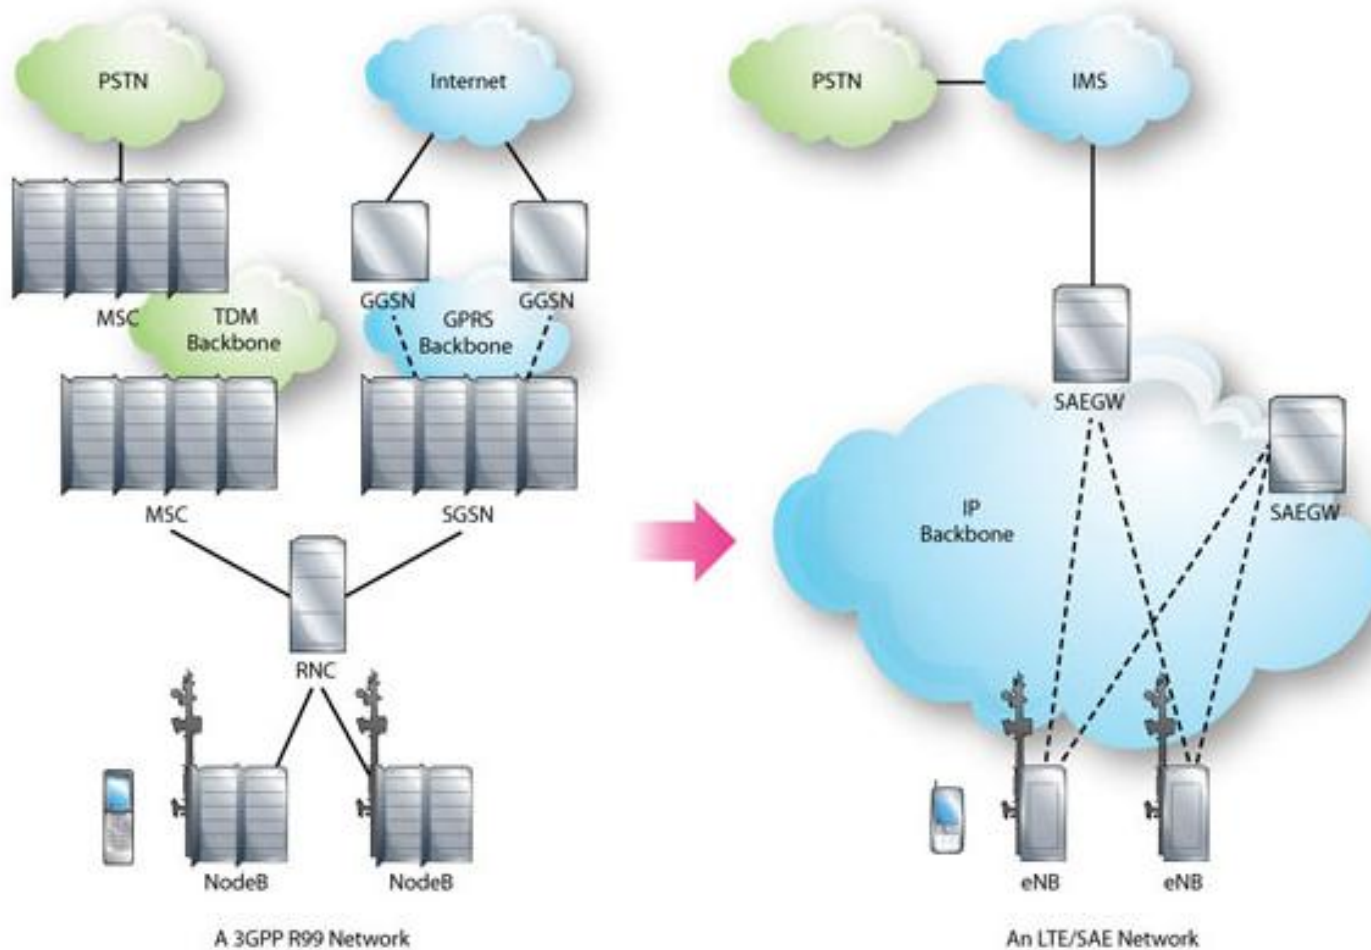 PSTN
Internet
PSTN
IMS
GGSN
GGSN
MSC
TDM
Backbone
GPRS
Backbone
SAEGW
MSC
SGSN
IP
Backbone
SAEGW
RNC
NodeB
NodeB
eNB
eNB
A 3GPP R99 Network
An LTE/SAE Network